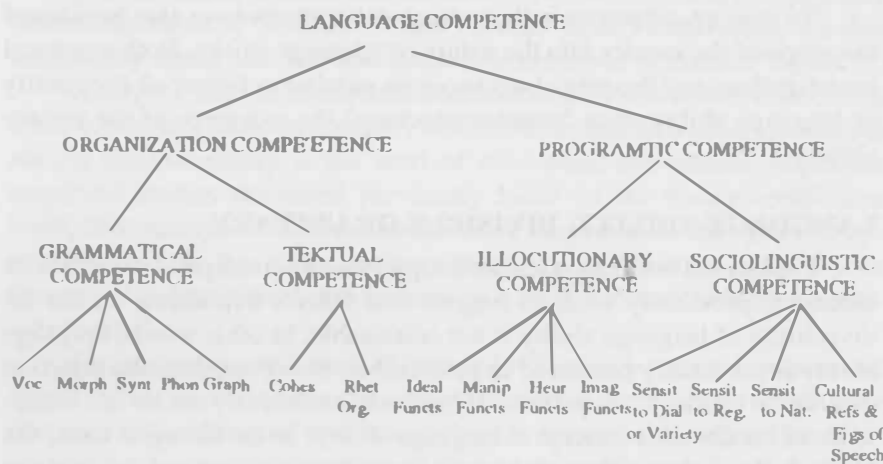 LANGUAGE COMPETENCE
ORGANIZATION COMPEETENCE PROGRAMTIC COMPETENCE
GRAMMATICAL
COMPETENCE
TEKTUAL
COMPETENCE
ILLOCUTIONARY
COMPETENCE
SOCIOLINGUISTIC
COMPETENCE
Voc Morph Synt Phon Graph Cohes Rhet Org. Ideal Functs Manip Functs Heur Functs Imag Functs Sensit to Dial or Variety Sensit to Reg. Sensit to Nat. Cultural Refs & Figs of Speech